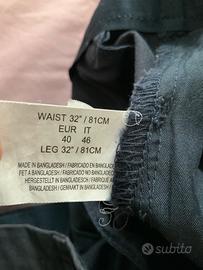 WAIST 32" / 81CM
EUR IT
40 46
LEG 32" / 81CM
MADE IN BANGLADESH / FABRICADO EN BANGLADESH
FET A BANGLADESH / FABRICADO NO BANGLADESH
HERGESTELLT IN BANGLADESCH / FABRIQUÉ AU
BANGLADESH / GEMAAKT IN BANGLADESH
subito